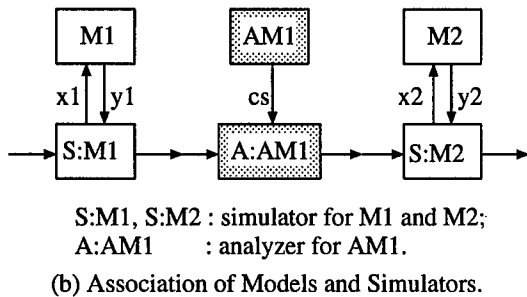 M1 AM1 M2
x1 y1 cs x2 y2
S:M1 A:AM1 S:M2
S:M1, S:M2 : simulator for M1 and M2;
A:AM1 : analyzer for AM1.
(b) Association of Models and Simulators.